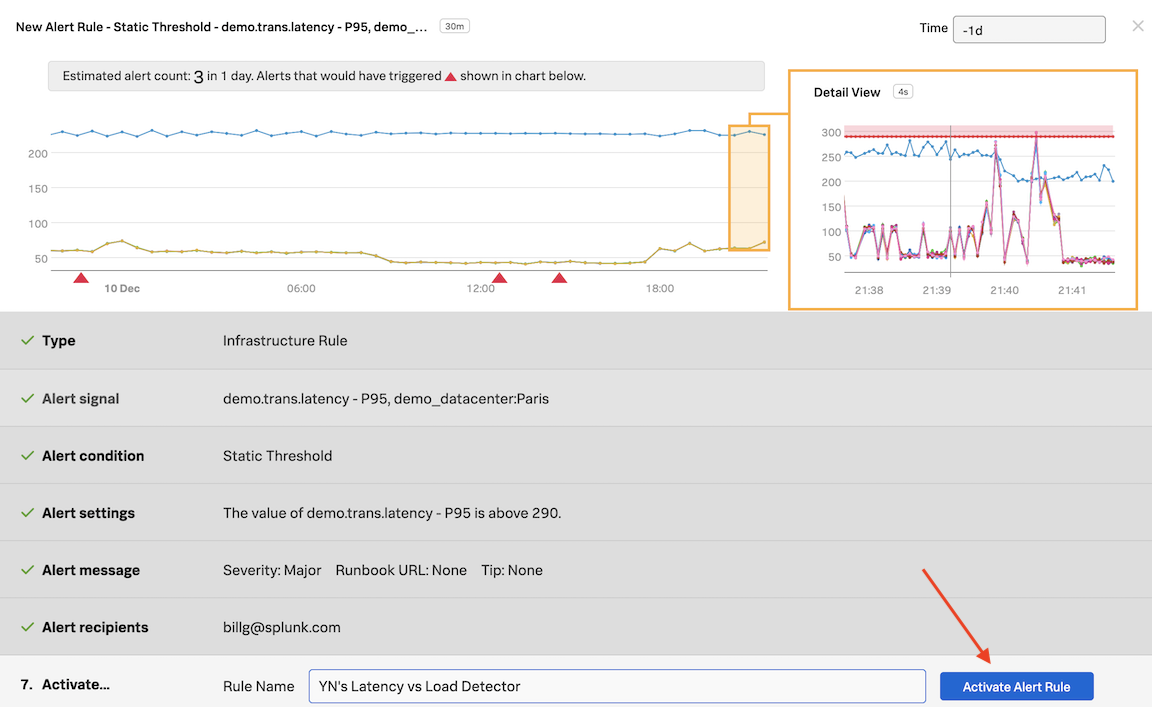 New Alert Rule - Static Threshold - demo.trans.latency - P95, demo_... 30m
Time -1d
Estimated alert count: 3 in 1 day. Alerts that would have triggered shown in chart below.
200
150
100
50
10 Dec 06:00 12:00 18:00
Detail View 4s
300
250
200
150
100
50
21:38 21:39 21:40 21:41
Type Infrastructure Rule
Alert signal demo.trans.latency - P95, demo_datacenter:Paris
Alert condition Static Threshold
Alert settings The value of demo.trans.latency - P95 is above 290.
Alert message Severity: Major Runbook URL: None Tip: None
Alert recipients billg@splunk.com
7. Activate... Rule Name YN's Latency vs Load Detector Activate Alert Rule